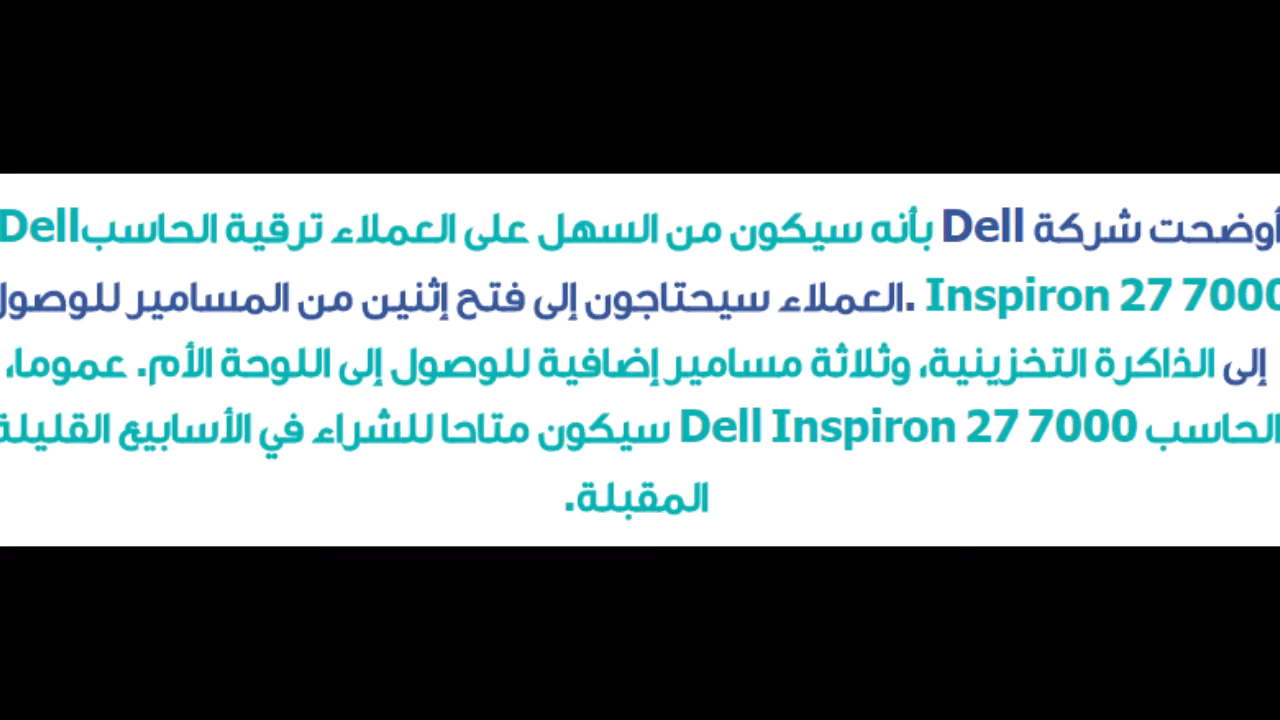 أوضحت شركة Dell بأنه سيكون من السهل على العملاء ترقية الحاسبDell
Inspiron 27 7000 .العملاء سيحتاجون إلى فتح إثنين من المسامير للوصول
إلى الذاكرة التخزينية، وثلاثة مسامير إضافية للوصول إلى اللوحة الأم. عموما،
الحاسب Dell Inspiron 27 7000 سيكون متاحا للشراء في الأسابيع القليلة
المقبلة.